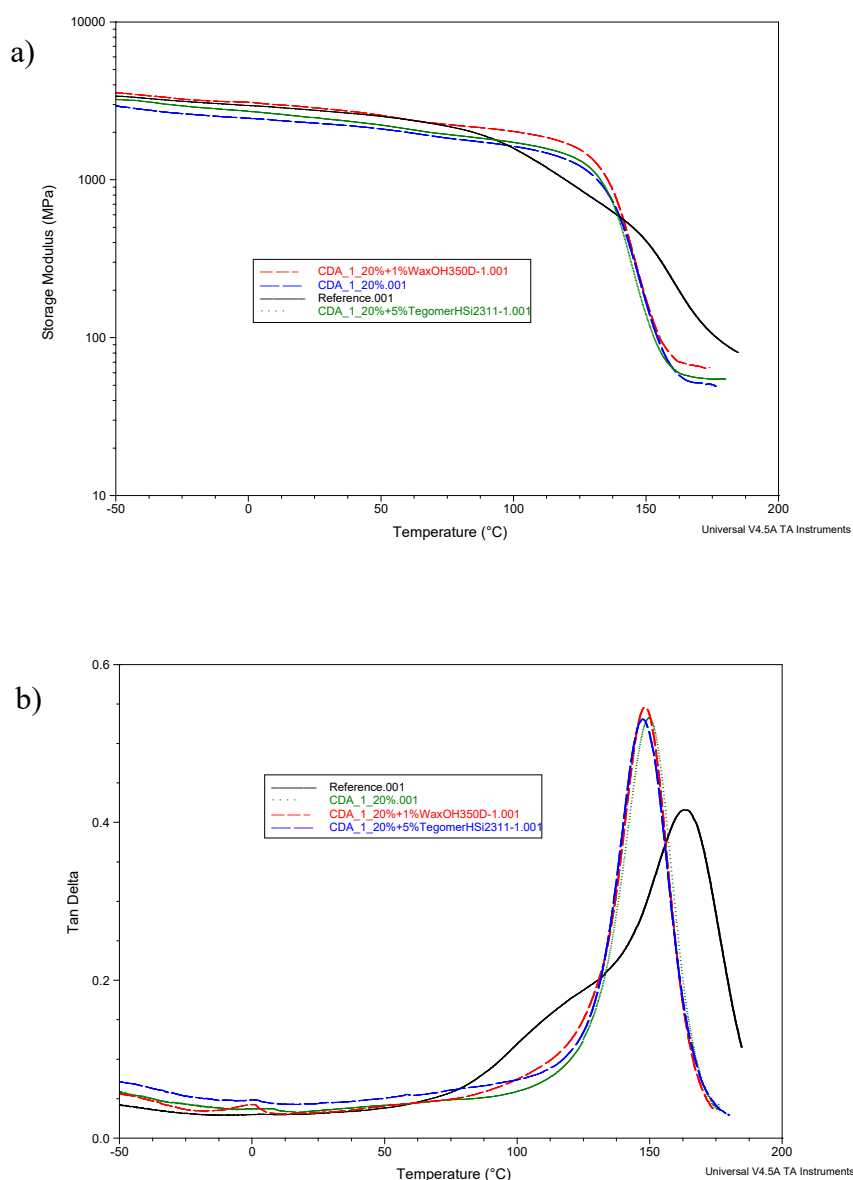 a)
10000
1000
100
10
Storage Modulus (MPa)
CDA_1_20%+1%WaxOH350D-1.001
CDA_1_20%.001
Reference.001
CDA_1_20%+5%TegomerHSi2311-1.001
-50 0 50 100 150 200
Temperature (°C)
Universal V4.5A TA Instruments
b)
0.6
0.4
0.2
0.0
Tan Delta
Reference.001
CDA_1_20%.001
CDA_1_20%+1%WaxOH350D-1.001
CDA_1_20%+5%TegomerHSi2311-1.001
-50 0 50 100 150 200
Temperature (°C)
Universal V4.5A TA Instruments